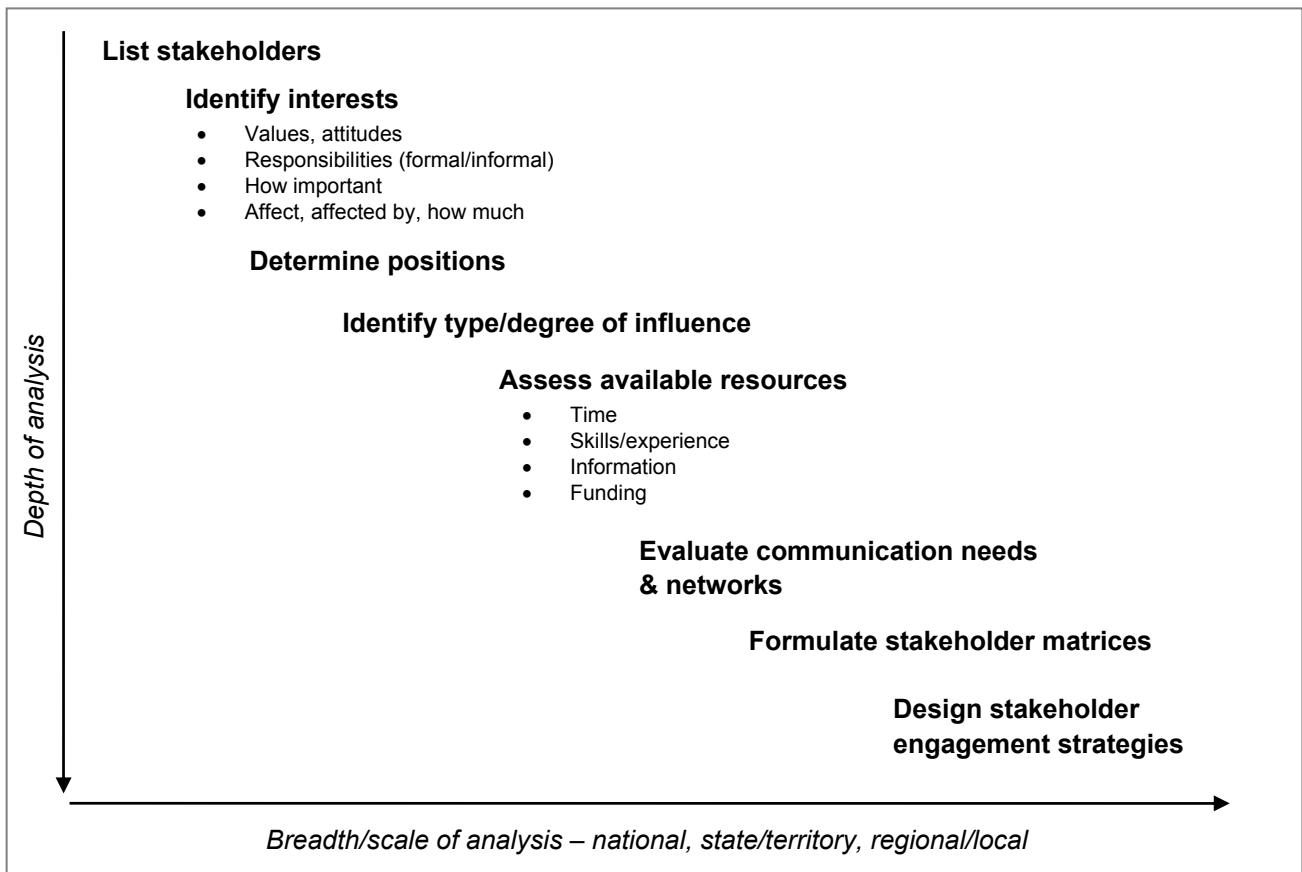 List stakeholders
Identify interests
• Values, attitudes
• Responsibilities (formal/informal)
• How important
• Affect, affected by, how much
Determine positions
Identify type/degree of influence
Assess available resources
• Time
• Skills/experience
• Information
• Funding
Evaluate communication needs
& networks
Formulate stakeholder matrices
Design stakeholder
engagement strategies
Depth of analysis
Breadth/scale of analysis – national, state/territory, regional/local